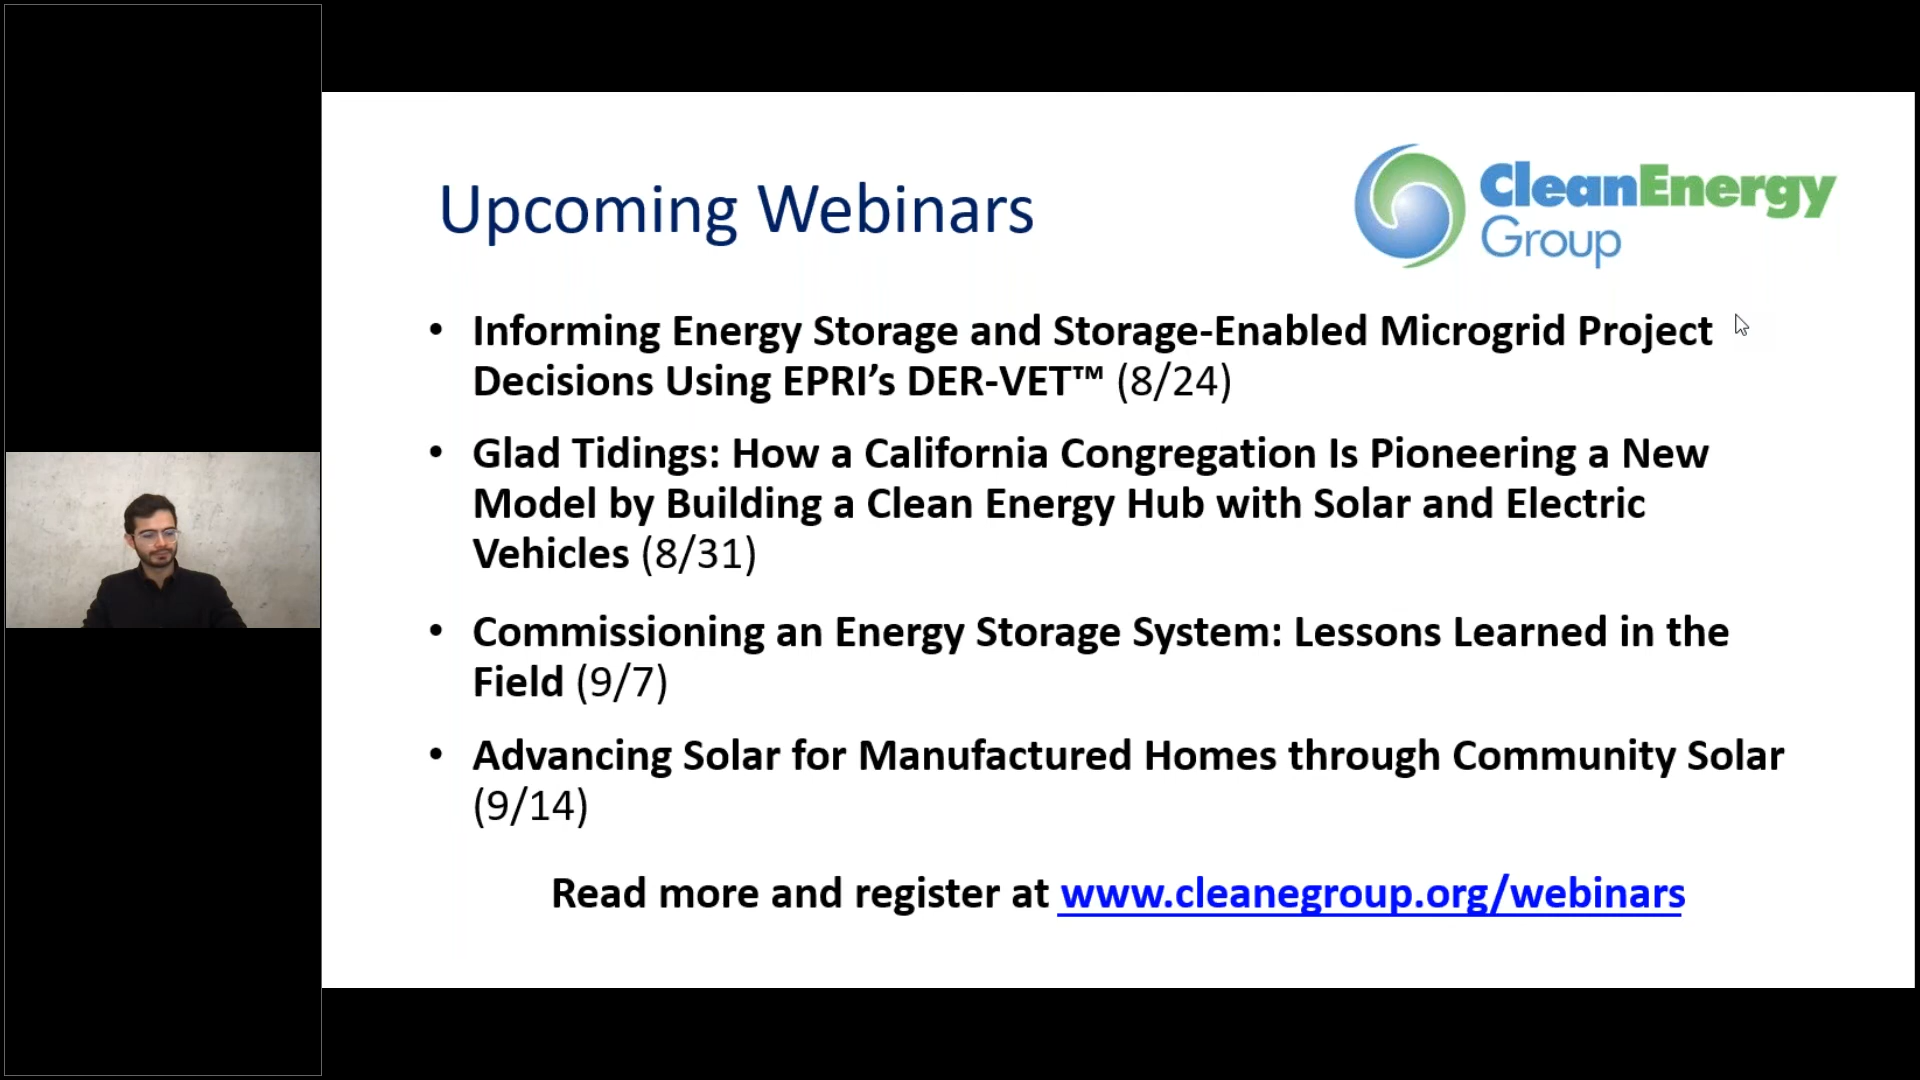 Upcoming Webinars
CleanEnergy
Group
• Informing Energy Storage and Storage-Enabled Microgrid Project
Decisions Using EPRI’s DER-VET™ (8/24)
• Glad Tidings: How a California Congregation Is Pioneering a New
Model by Building a Clean Energy Hub with Solar and Electric
Vehicles (8/31)
• Commissioning an Energy Storage System: Lessons Learned in the
Field (9/7)
• Advancing Solar for Manufactured Homes through Community Solar
(9/14)
Read more and register at www.cleanegroup.org/webinars